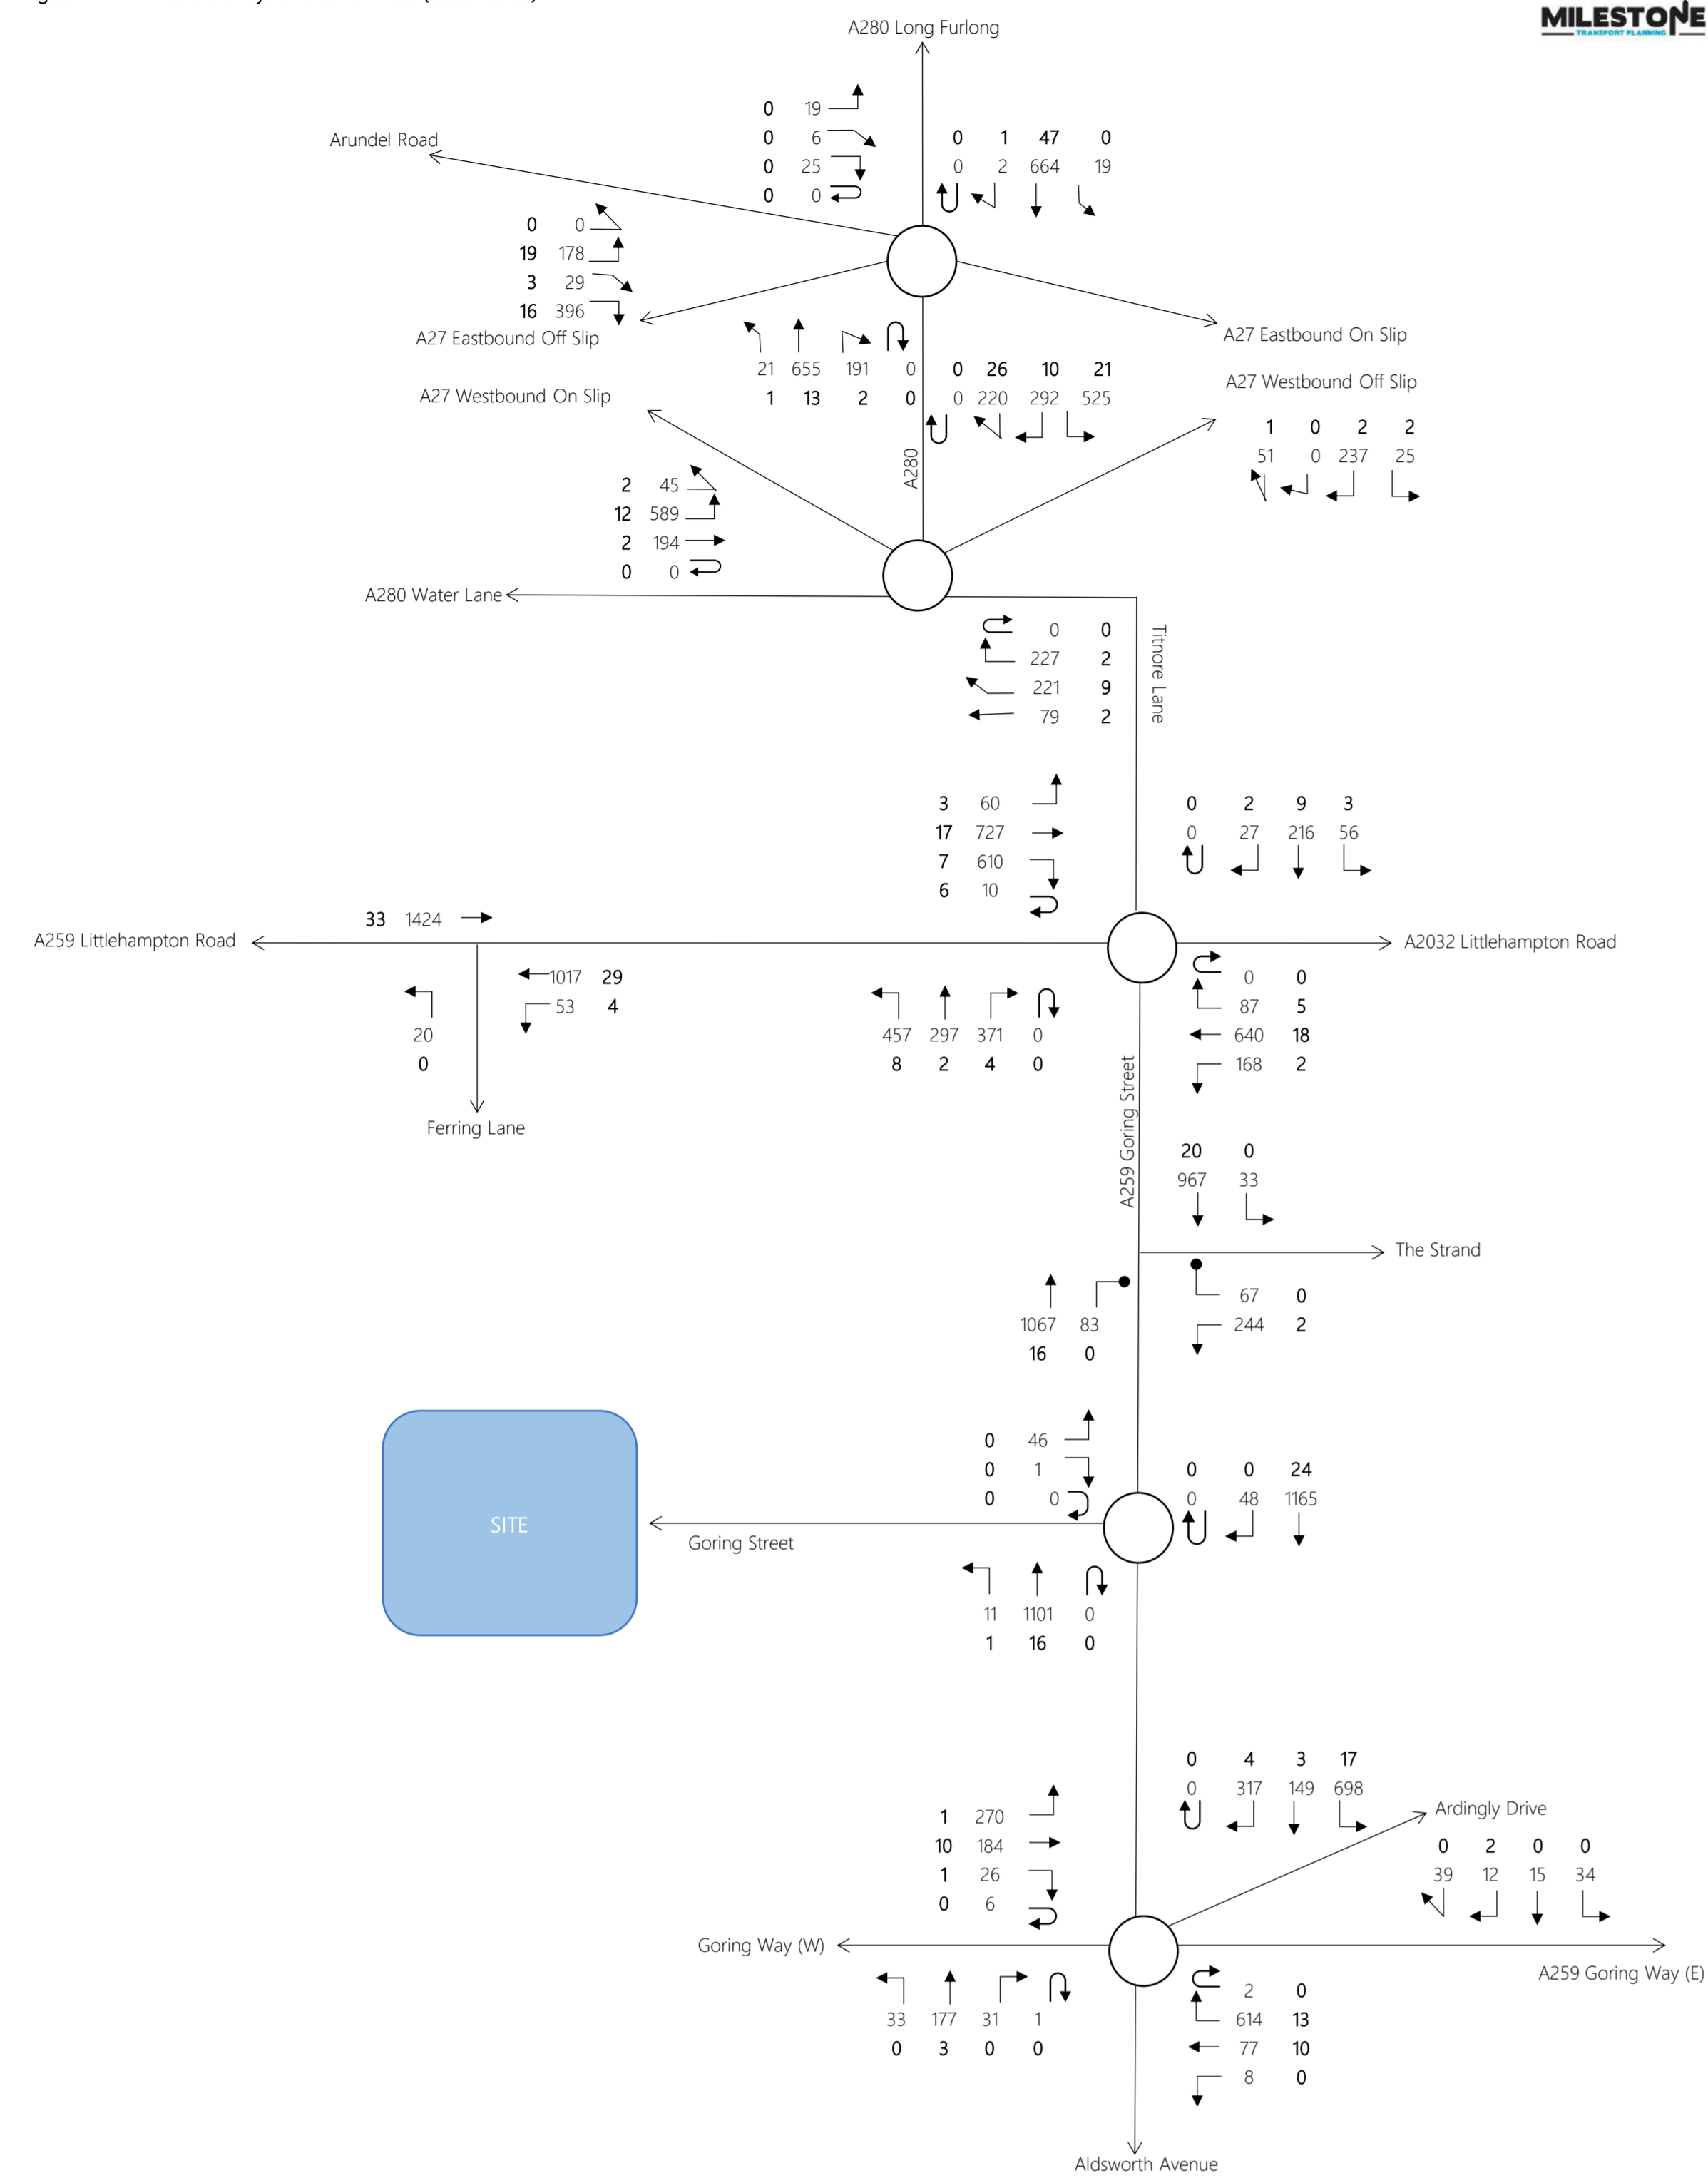 MILESTONE
TRANSPORT PLANNING
A280 Long Furlong
0 19
0 6
0 25
0 0
0 1 47 0
0 2 664 19
Arundel Road
0 0
19 178
3 29
16 396
A27 Eastbound Off Slip
A27 Eastbound On Slip
21 655 191 0
1 13 2 0
0 26 10 21
0 220 292 525
A27 Westbound On Slip
A27 Westbound Off Slip
1 0 2 2
51 0 237 25
A280
2 45
12 589
2 194
0 0
A280 Water Lane
0 0
227 2
221 9
79 2
Titnore Lane
3 60
17 727
7 610
6 10
0 2 9 3
0 27 216 56
33 1424
A259 Littlehampton Road
A2032 Littlehampton Road
1017 29
53 4
20
0
457 297 371 0
8 2 4 0
0 0
87 5
640 18
168 2
Ferring Lane
A259 Goring Street
20 0
967 33
The Strand
1067 83
16 0
67 0
244 2
0 46
0 1
0 0
0 0 24
0 48 1165
SITE
Goring Street
11 1101 0
1 16 0
0 4 3 17
0 317 149 698
1 270
10 184
1 26
0 6
Ardingly Drive
0 2 0 0
39 12 15 34
Goring Way (W)
A259 Goring Way (E)
33 177 31 1
0 3 0 0
2 0
614 13
77 10
8 0
Aldsworth Avenue